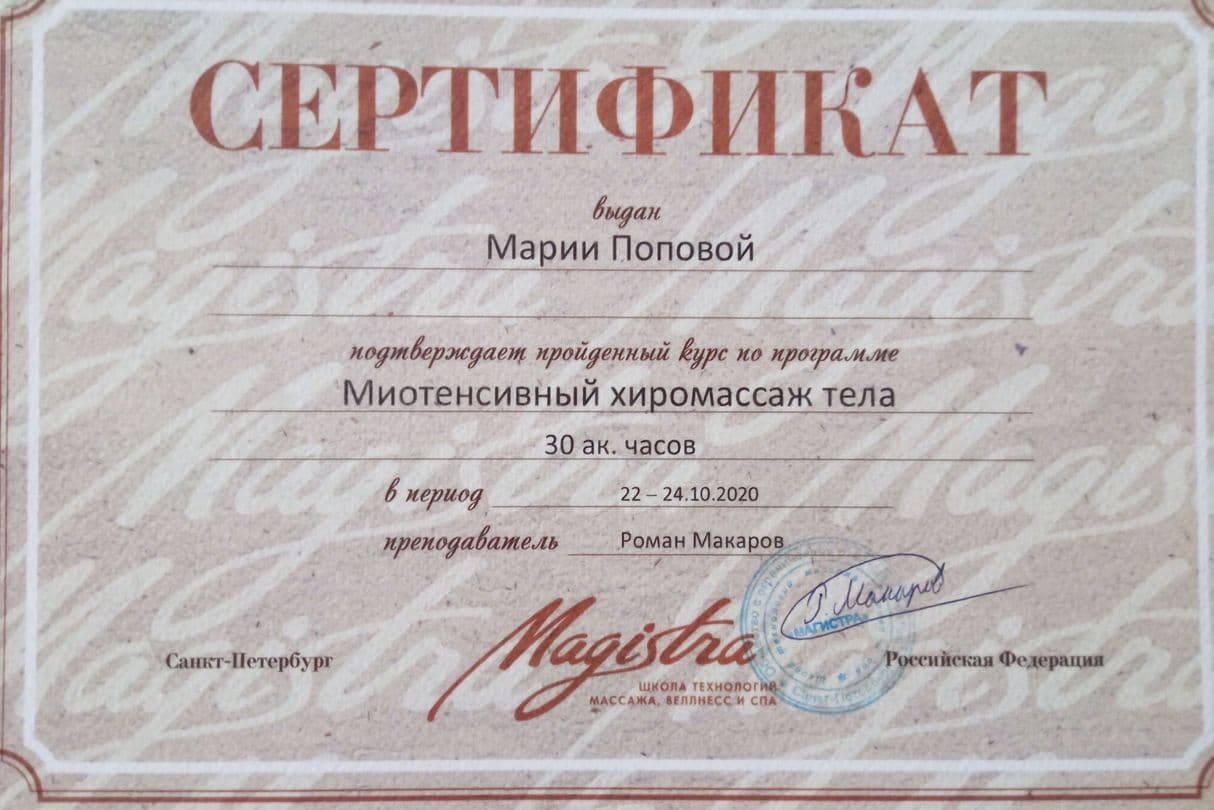 СЕРТИФИКАТ
выдан
Марии Поповой
подтверждает пройденный курс по программе
Миотенсивный хиромассаж тела
30 ак. часов
в период 22 – 24.10.2020
преподаватель Роман Макаров
Р. Макаров
МАГИСТРА
Magistra
Санкт-Петербург
Российская Федерация
ШКОЛА ТЕХНОЛОГИЙ
МАССАЖА, ВЕЛЛНЕСС И СПА